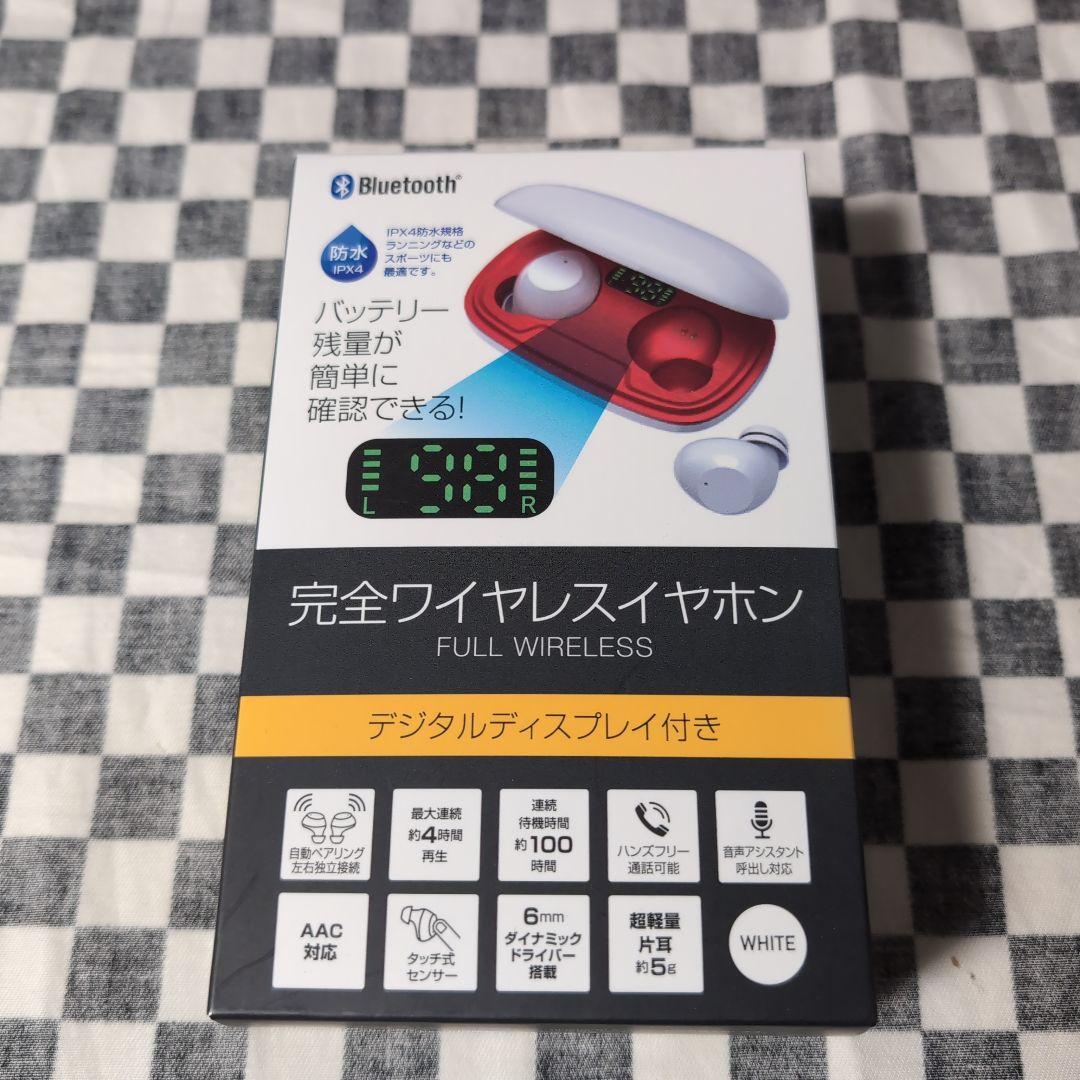 Bluetooth®
防水
IPX4
IPX4防水規格
ランニングなどの
スポーツにも
最適です。
バッテリー
残量が
簡単に
確認できる!
L 98 R
完全ワイヤレスイヤホン
FULL WIRELESS
デジタルディスプレイ付き
自動ペアリング
左右独立接続
最大連続
約4時間
再生
連続
待機時間
約100
時間
ハンズフリー
通話可能
音声アシスタント
呼出し対応
AAC
対応
タッチ式
センサー
6mm
ダイナミック
ドライバー
搭載
超軽量
片耳
約5g
WHITE